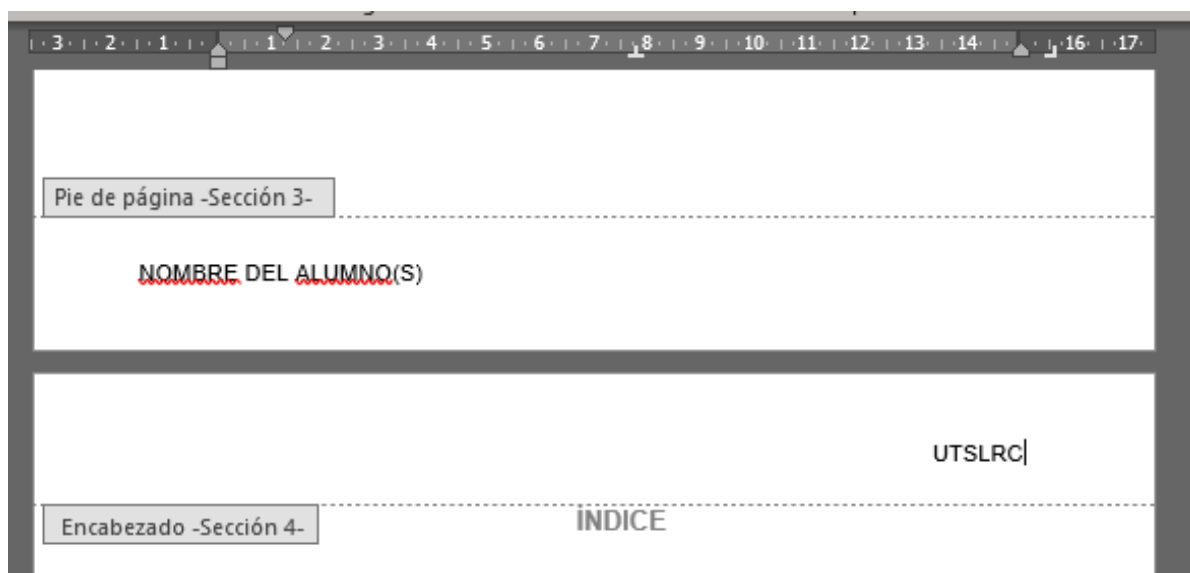 3 2 1 1 2 3 4 5 6 7 8 9 10 11 12 13 14 16 17
Pie de página -Sección 3-
NOMBRE DEL ALUMNO(S)
UTSLRC
Encabezado -Sección 4-
ÍNDICE